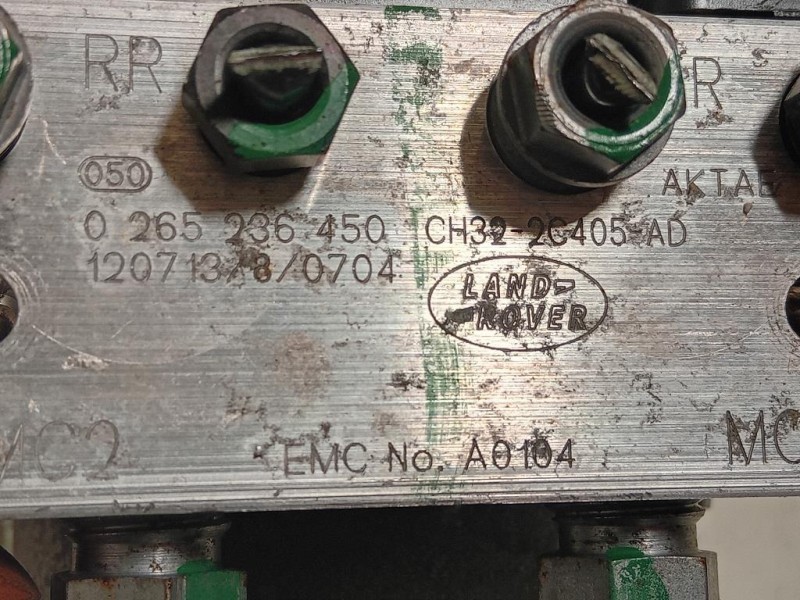 RR
R
050
AKTAE
0 265 236 450 CH32-2C405-AD
120713/8/0704
LAND-
ROVER
MC2
MC
EMC No. A0104